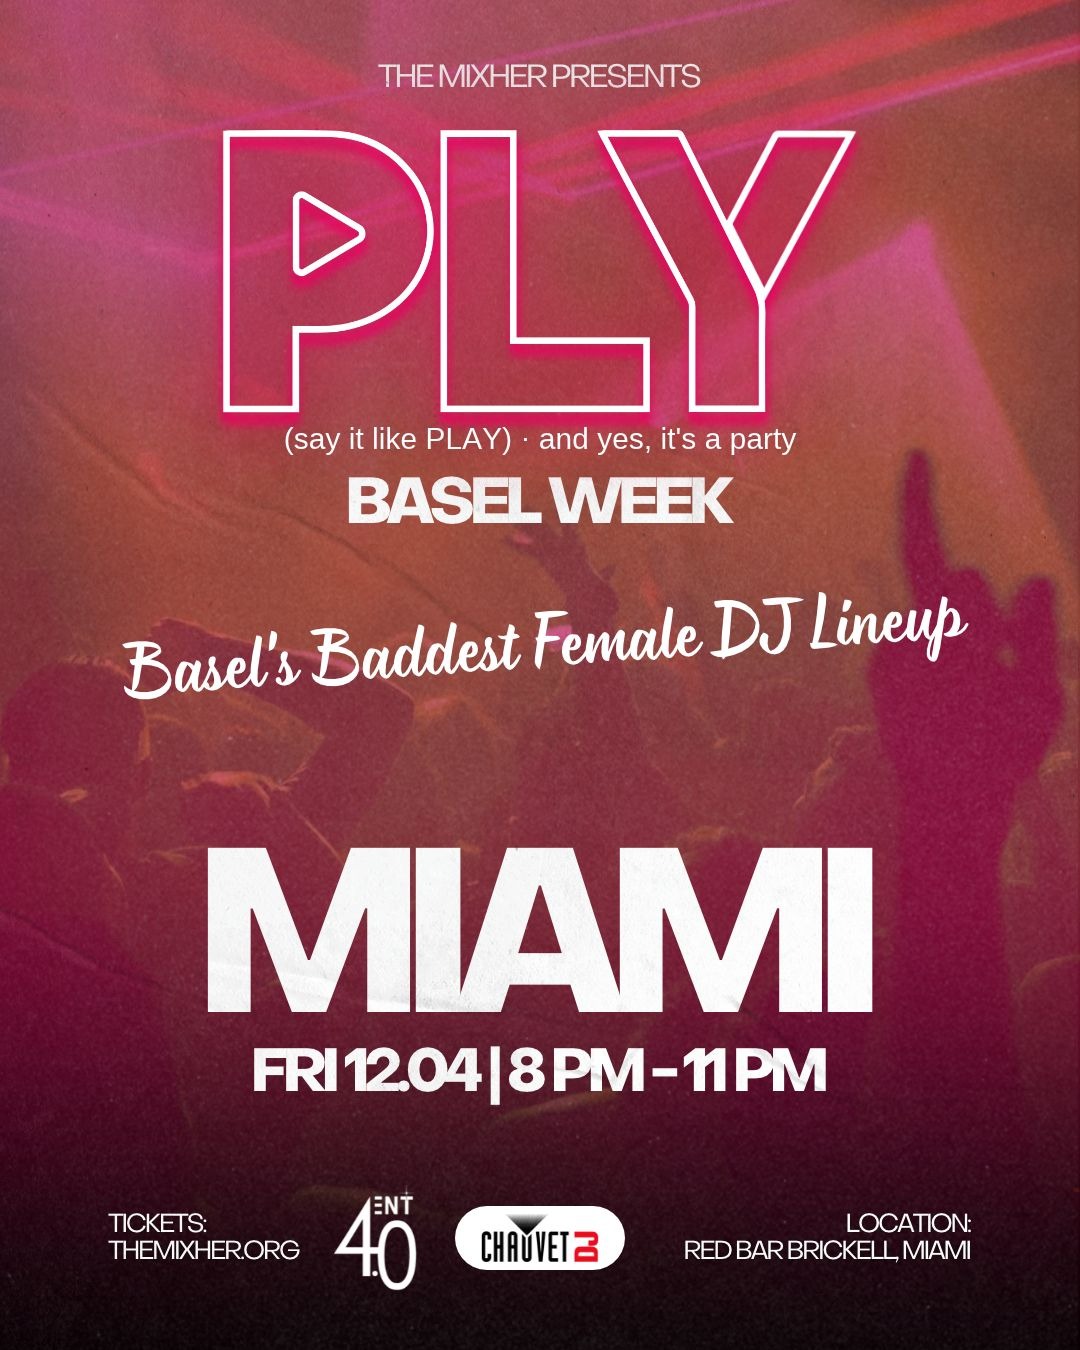 THE MIXHER PRESENTS
PLY
(say it like PLAY) · and yes, it's a party
BASEL WEEK
Basel's Baddest Female DJ Lineup
MIAMI
FRI 12.04 | 8 PM - 11 PM
TICKETS:
THEMIXHER.ORG
ENT
4.0
CHAUVET DJ
LOCATION:
RED BAR BRICKELL, MIAMI